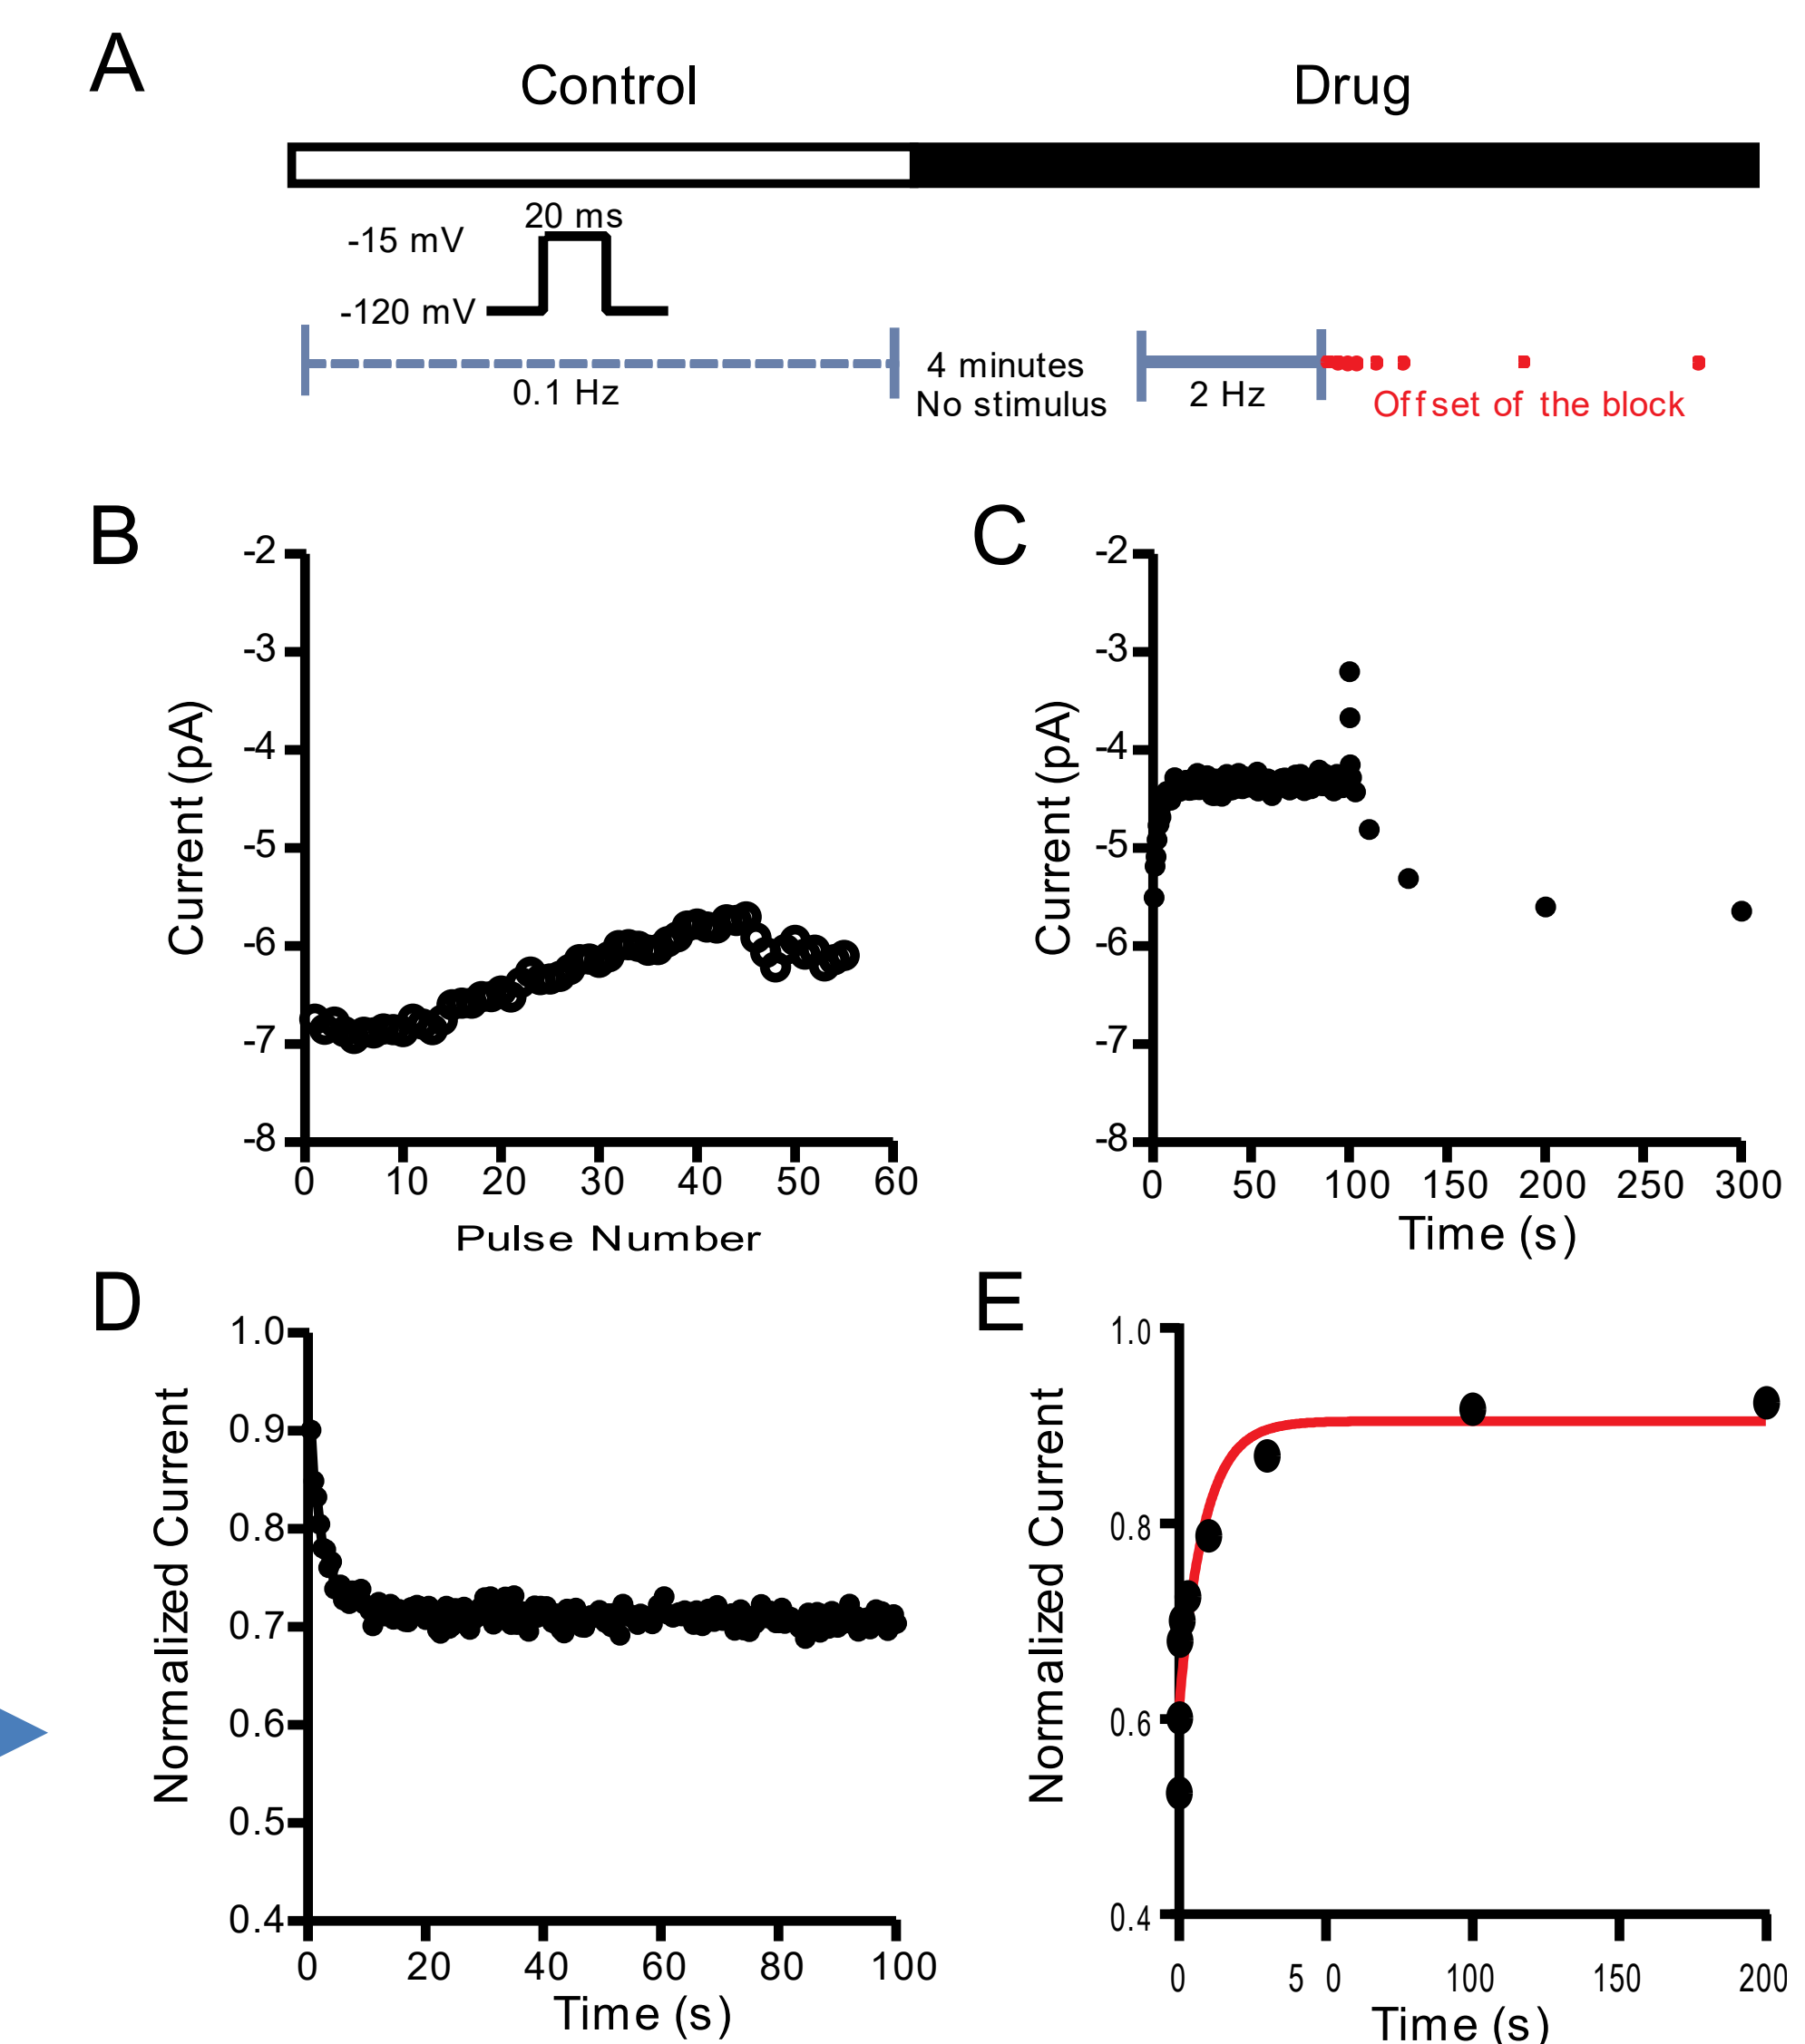 A
Control
Drug
20 ms
-15 mV
-120 mV
0.1 Hz
4 minutes
No stimulus
2 Hz
Offset of the block
B
-2
-3
-4
-5
-6
-7
-8
Current (pA)
0 10 20 30 40 50 60
Pulse Number
C
-2
-3
-4
-5
-6
-7
-8
Current (pA)
0 50 100 150 200 250 300
Time (s)
D
1.0
0.9
0.8
0.7
0.6
0.5
0.4
Normalized Current
0 20 40 60 80 100
Time (s)
E
1.0
0.8
0.6
0.4
Normalized Current
0 5 0 100 150 200
Time (s)